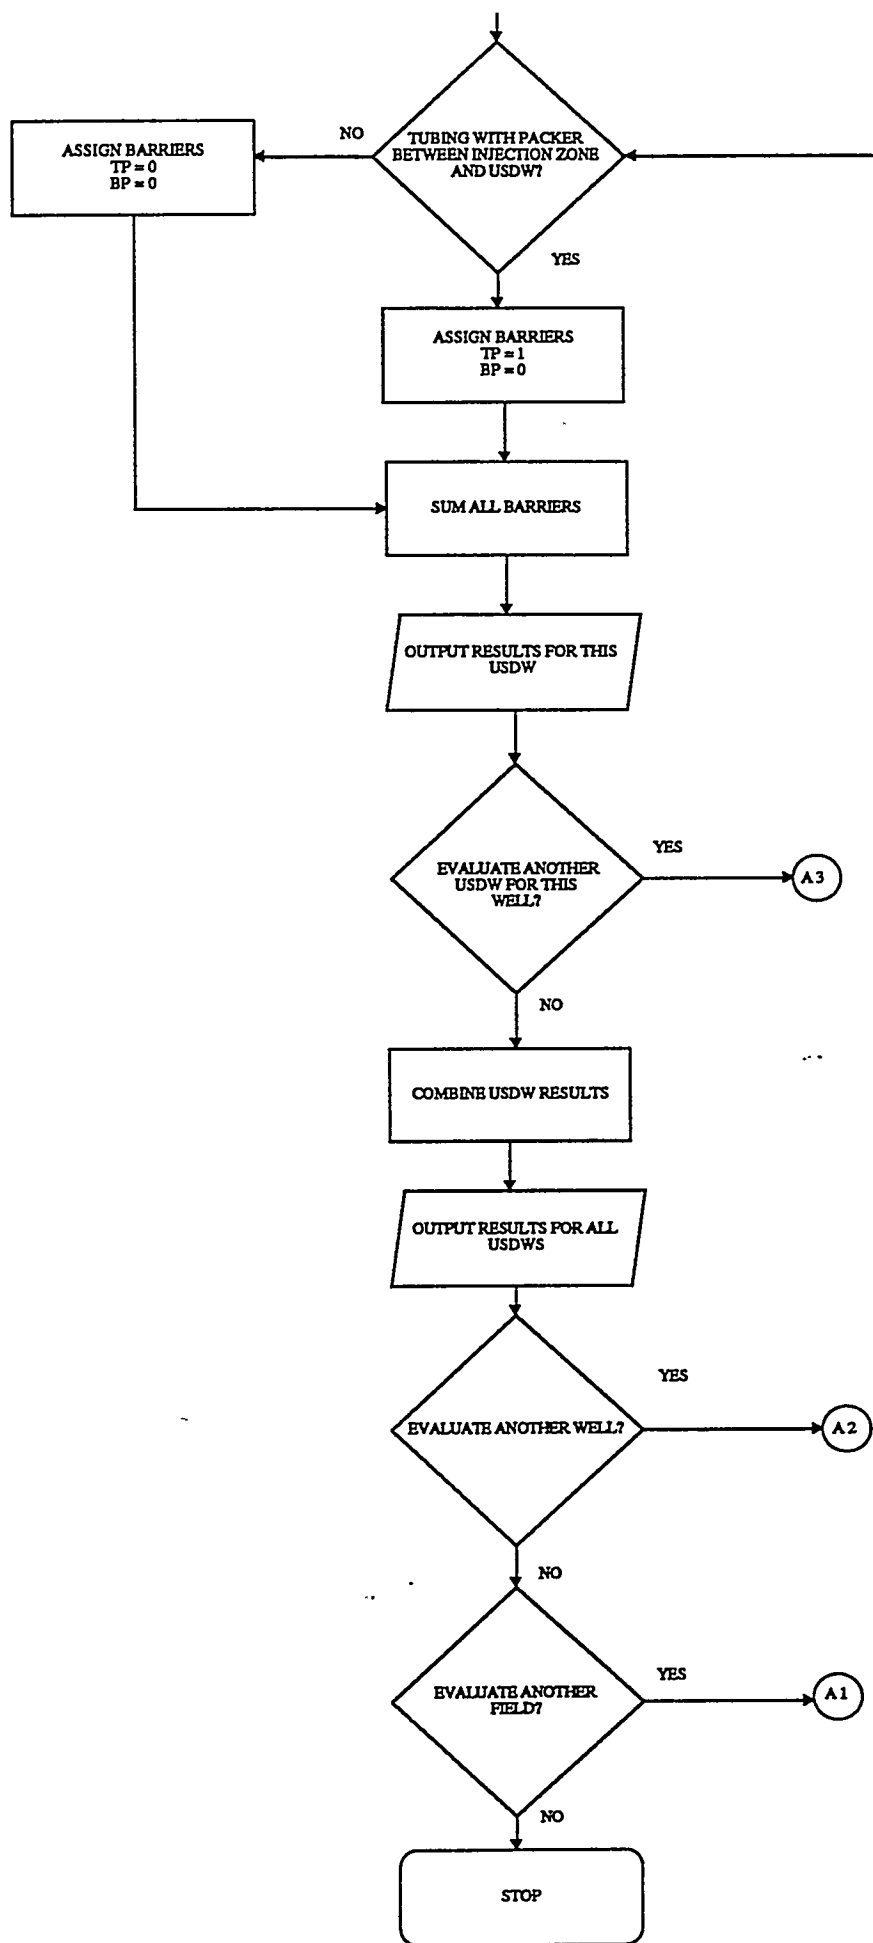 TUBING WITH PACKER
BETWEEN INJECTION ZONE
AND USDW?
NO
ASSIGN BARRIERS
TP = 0
BP = 0
YES
ASSIGN BARRIERS
TP = 1
BP = 0
SUM ALL BARRIERS
OUTPUT RESULTS FOR THIS
USDW
EVALUATE ANOTHER
USDW FOR THIS
WELL?
YES
A3
NO
COMBINE USDW RESULTS
OUTPUT RESULTS FOR ALL
USDWS
EVALUATE ANOTHER WELL?
YES
A2
NO
EVALUATE ANOTHER
FIELD?
YES
A1
NO
STOP